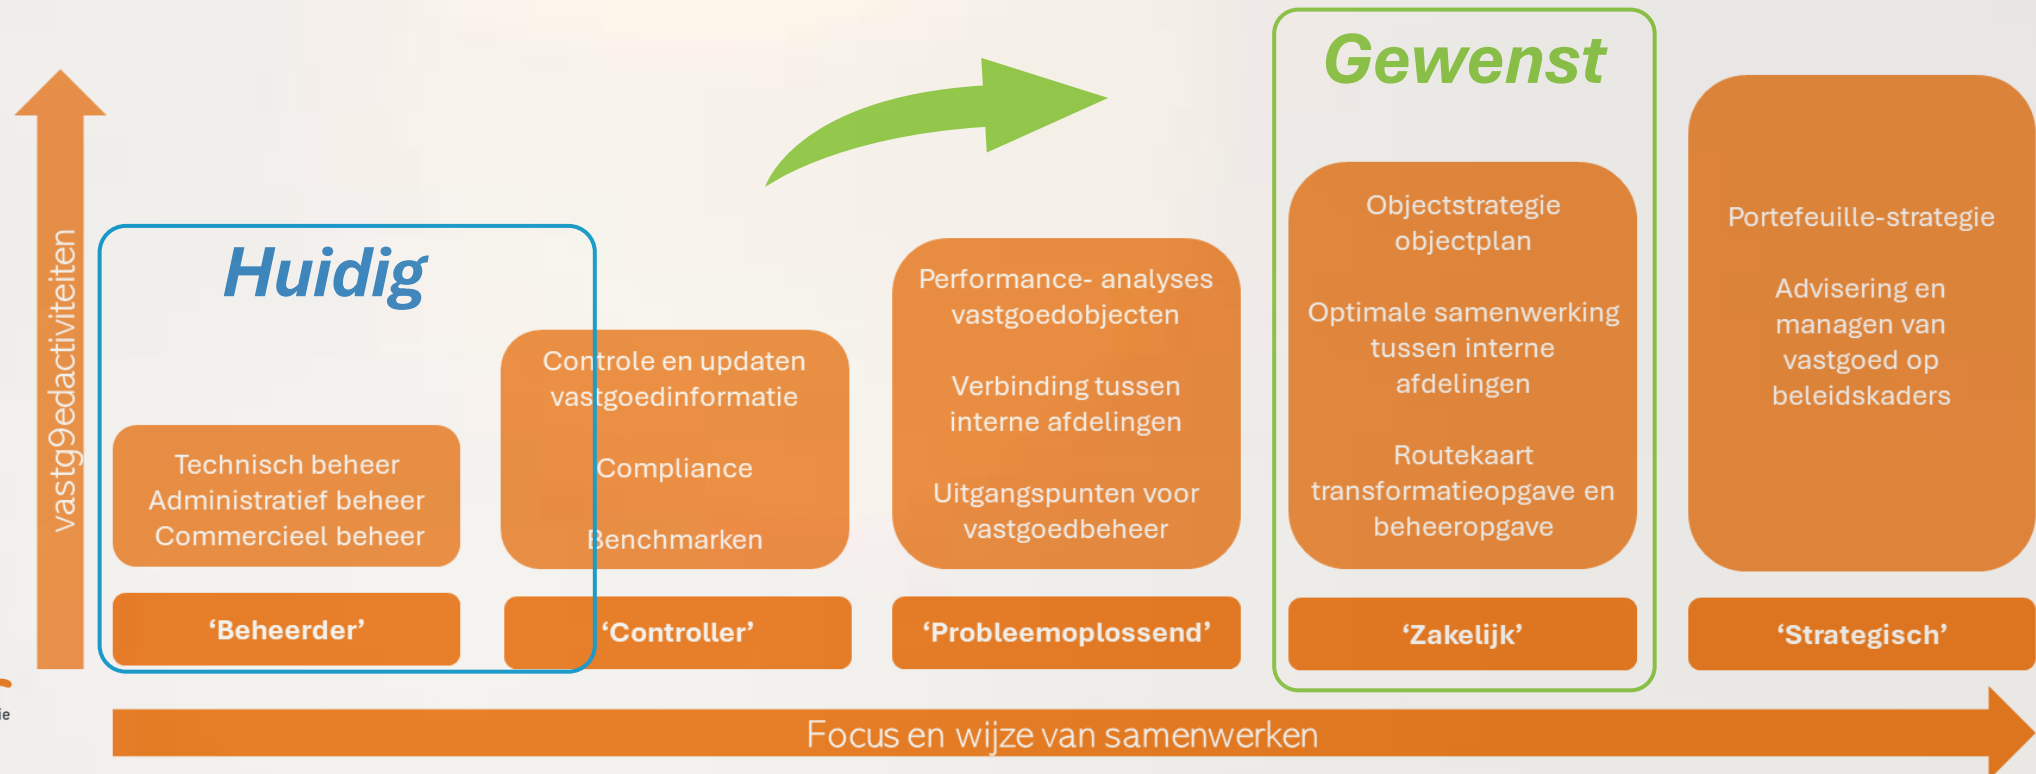 Gewenst
Huidig
vastg9edactiviteiten
Technisch beheer
Administratief beheer
Commercieel beheer
‘Beheerder’
Controle en updaten
vastgoedinformatie
Compliance
Benchmarken
‘Controller’
Performance- analyses
vastgoedobjecten
Verbinding tussen
interne afdelingen
Uitgangspunten voor
vastgoedbeheer
‘Probleemoplossend’
Objectstrategie
objectplan
Optimale samenwerking
tussen interne
afdelingen
Routekaart
transformatieopgave en
beheeropgave
‘Zakelijk’
Portefeuille-strategie
Advisering en
managen van
vastgoed op
beleidskaders
‘Strategisch’
ie
Focus en wijze van samenwerken